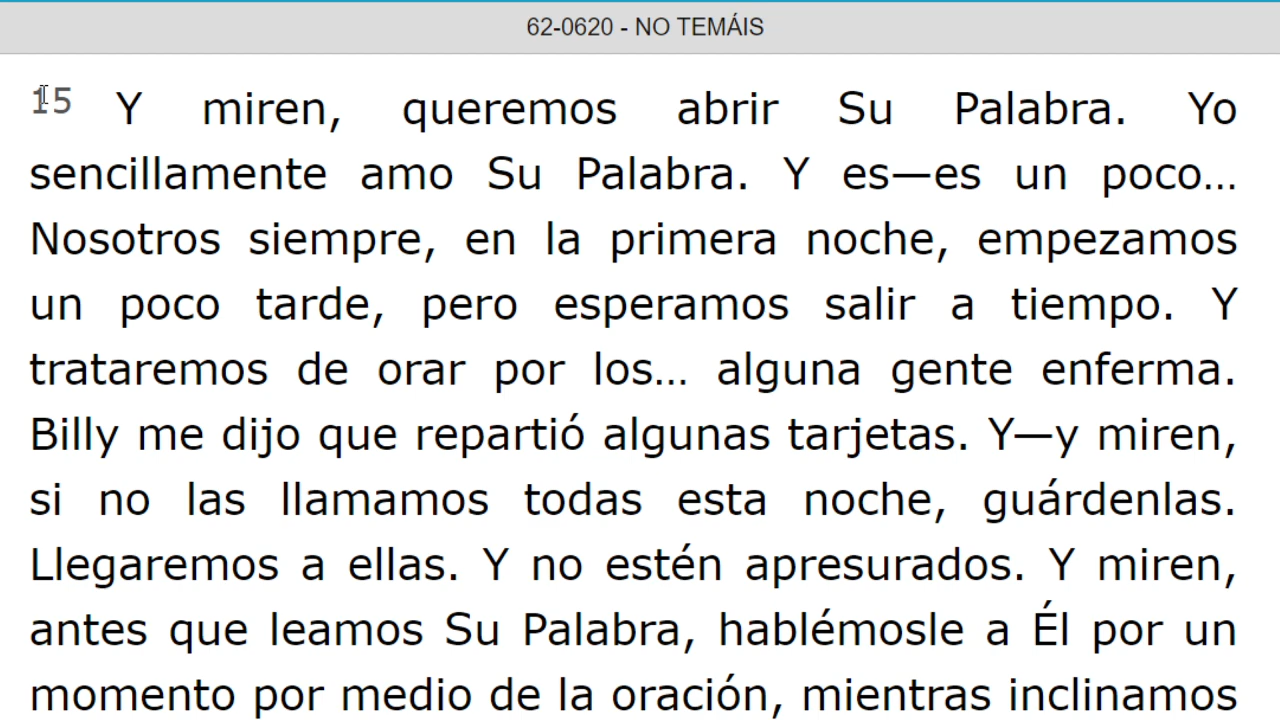 62-0620 - NO TEMÁIS
15 Y miren, queremos abrir Su Palabra. Yo
sencillamente amo Su Palabra. Y es—es un poco…
Nosotros siempre, en la primera noche, empezamos
un poco tarde, pero esperamos salir a tiempo. Y
trataremos de orar por los… alguna gente enferma.
Billy me dijo que repartió algunas tarjetas. Y—y miren,
si no las llamamos todas esta noche, guárdenlas.
Llegaremos a ellas. Y no estén apresurados. Y miren,
antes que leamos Su Palabra, hablémosle a Él por un
momento por medio de la oración, mientras inclinamos